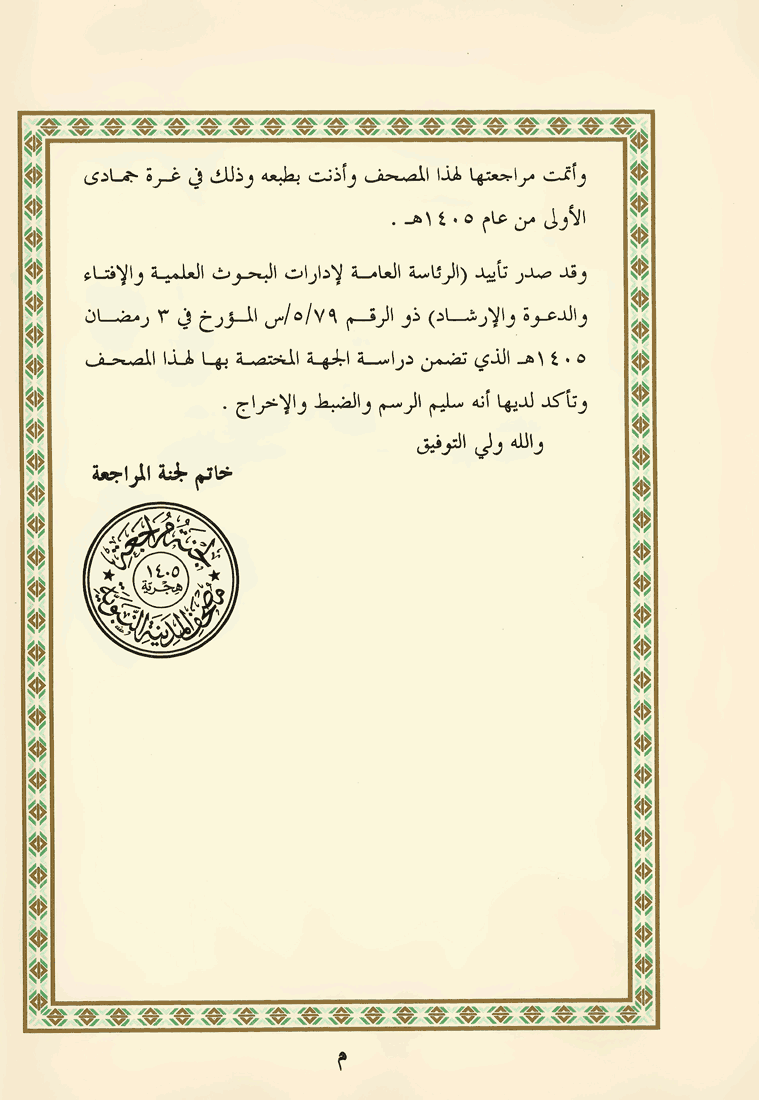 وأتمت مراجعتها لهذا المصحف وأذنت بطبعه وذلك في غرة جمادى
الأولى من عام ١٤٠٥هـ .
وقد صدر تأييد (الرئاسة العامة لإدارات البحوث العلمية والإفتاء
والدعوة والإرشاد) ذو الرقم ٥/٧٩/س المؤرخ في ٣ رمضان
١٤٠٥هـ الذي تضمن دراسة الجهة المختصة بها لهذا المصحف
وتأكد لديها أنه سليم الرسم والضبط والإخراج .
والله ولي التوفيق
خاتم لجنة المراجعة
لجنة مراجعة
١٤٠٥
هجرية
مصحف المدينة النبوية
م